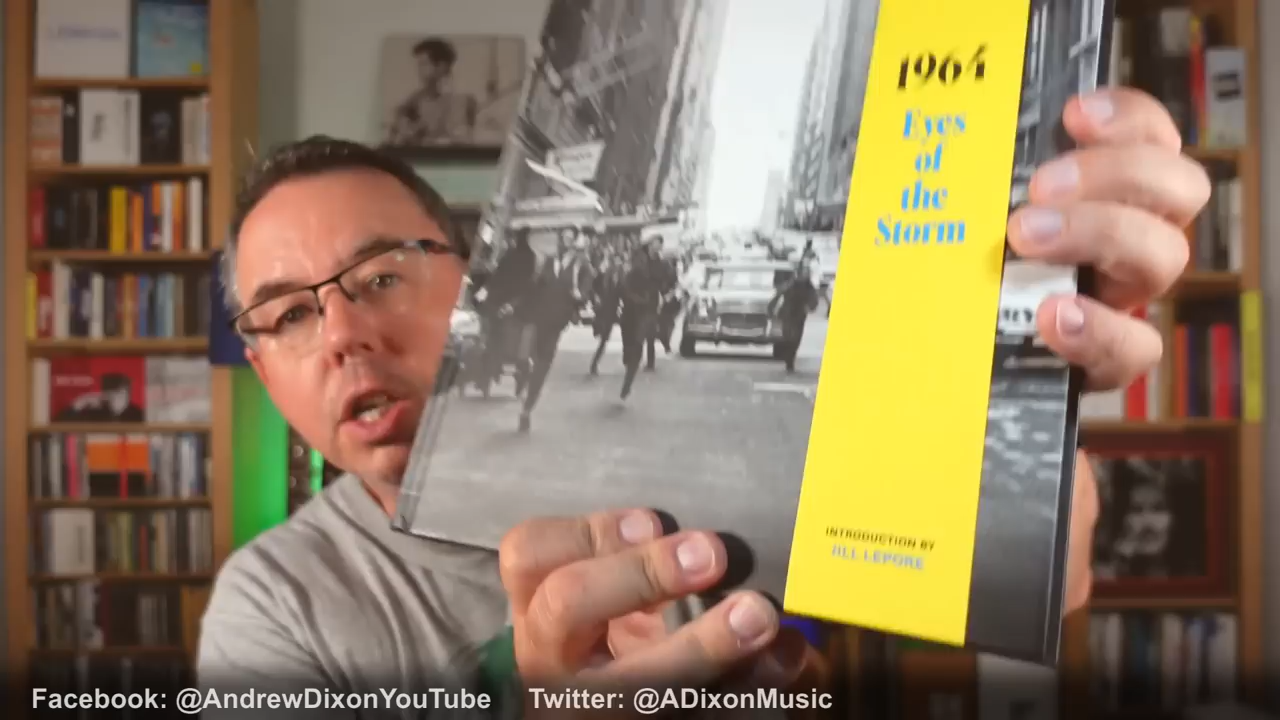 1964
Eyes
of
the
Storm
INTRODUCTION BY
JILL LEPORE
Facebook: @AndrewDixonYouTube Twitter: @ADixonMusic